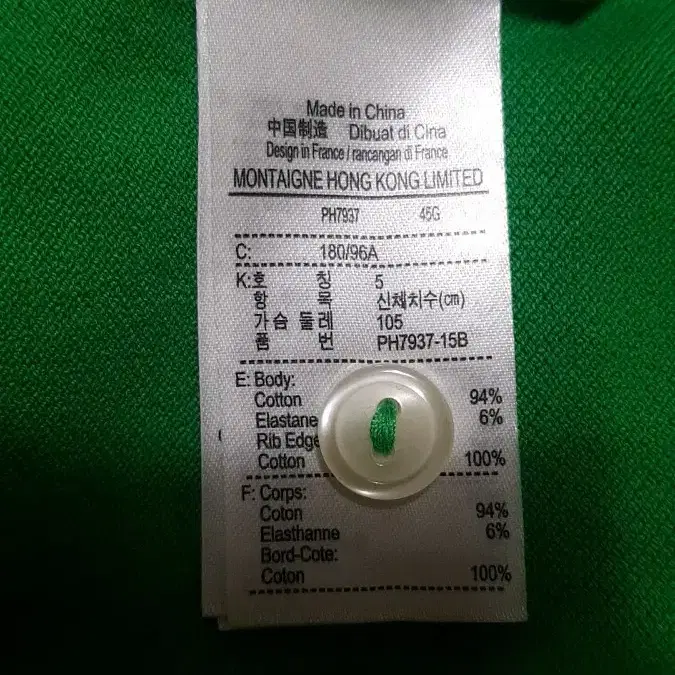 Made in China
中国制造 Dibuat di Cina
Design in France / rancangan di France
MONTAIGNE HONG KONG LIMITED
PH7937 45G
C: 180/96A
K:호 칭 5
항 목 신체치수(cm)
가슴 둘레 105
품 번 PH7937-15B
E: Body:
Cotton 94%
Elastane 6%
Rib Edge
Cotton 100%
F: Corps:
Coton 94%
Elasthanne 6%
Bord-Cote:
Coton 100%